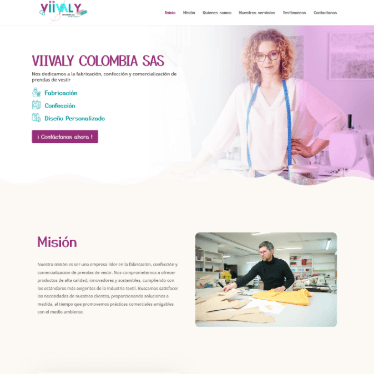 VIIVALY
Inicio Misión Quienes somos Nuestros servicios Testimonios Contactanos
VIIVALY COLOMBIA SAS
Nos dedicamos a la fabricación, confección y comercialización de
prendas de vestir
Fabricación
Confección
Diseño Personalizado
¡ Contáctanos ahora !
Misión
Nuestra misión es ser una empresa líder en la fabricación, confección y
comercialización de prendas de vestir. Nos comprometemos a ofrecer
productos de alta calidad, innovadores y sostenibles, cumpliendo con
los estándares más exigentes de la industria textil. Buscamos satisfacer
las necesidades de nuestros clientes, proporcionando soluciones a
medida, al tiempo que promovemos prácticas comerciales amigables
con el medio ambiente.